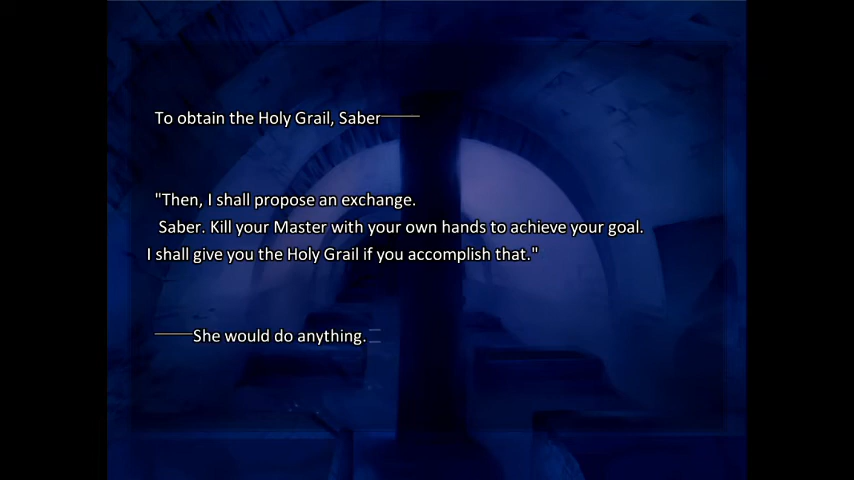 To obtain the Holy Grail, Saber——
"Then, I shall propose an exchange.
Saber. Kill your Master with your own hands to achieve your goal.
I shall give you the Holy Grail if you accomplish that."
——She would do anything.